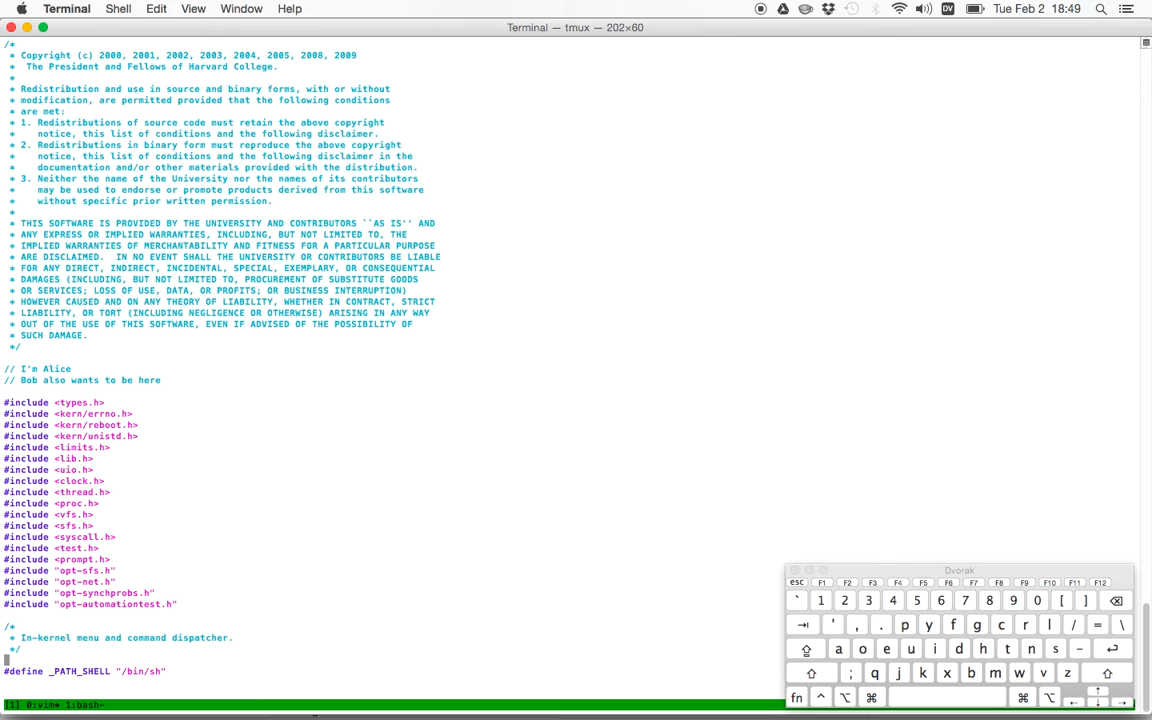 Terminal Shell Edit View Window Help DV Tue Feb 2 18:49
Terminal — tmux — 202×60
/*
 * Copyright (c) 2000, 2001, 2002, 2003, 2004, 2005, 2008, 2009
 *  The President and Fellows of Harvard College.
 *
 * Redistribution and use in source and binary forms, with or without
 * modification, are permitted provided that the following conditions
 * are met:
 * 1. Redistributions of source code must retain the above copyright
 *    notice, this list of conditions and the following disclaimer.
 * 2. Redistributions in binary form must reproduce the above copyright
 *    notice, this list of conditions and the following disclaimer in the
 *    documentation and/or other materials provided with the distribution.
 * 3. Neither the name of the University nor the names of its contributors
 *    may be used to endorse or promote products derived from this software
 *    without specific prior written permission.
 *
 * THIS SOFTWARE IS PROVIDED BY THE UNIVERSITY AND CONTRIBUTORS ``AS IS'' AND
 * ANY EXPRESS OR IMPLIED WARRANTIES, INCLUDING, BUT NOT LIMITED TO, THE
 * IMPLIED WARRANTIES OF MERCHANTABILITY AND FITNESS FOR A PARTICULAR PURPOSE
 * ARE DISCLAIMED.  IN NO EVENT SHALL THE UNIVERSITY OR CONTRIBUTORS BE LIABLE
 * FOR ANY DIRECT, INDIRECT, INCIDENTAL, SPECIAL, EXEMPLARY, OR CONSEQUENTIAL
 * DAMAGES (INCLUDING, BUT NOT LIMITED TO, PROCUREMENT OF SUBSTITUTE GOODS
 * OR SERVICES; LOSS OF USE, DATA, OR PROFITS; OR BUSINESS INTERRUPTION)
 * HOWEVER CAUSED AND ON ANY THEORY OF LIABILITY, WHETHER IN CONTRACT, STRICT
 * LIABILITY, OR TORT (INCLUDING NEGLIGENCE OR OTHERWISE) ARISING IN ANY WAY
 * OUT OF THE USE OF THIS SOFTWARE, EVEN IF ADVISED OF THE POSSIBILITY OF
 * SUCH DAMAGE.
 */
// I'm Alice
// Bob also wants to be here
#include <types.h>
#include <kern/errno.h>
#include <kern/reboot.h>
#include <kern/unistd.h>
#include <limits.h>
#include <lib.h>
#include <uio.h>
#include <clock.h>
#include <thread.h>
#include <proc.h>
#include <vfs.h>
#include <sfs.h>
#include <syscall.h>
#include <test.h>
#include <prompt.h>
#include "opt-sfs.h"
#include "opt-net.h"
#include "opt-synchprobs.h"
#include "opt-automationtest.h"
/*
 * In-kernel menu and command dispatcher.
 */
#define _PATH_SHELL "/bin/sh"
[1] 0:vim* 1:bash-
Dvorak
esc F1 F2 F3 F4 F5 F6 F7 F8 F9 F10 F11 F12
` 1 2 3 4 5 6 7 8 9 0 [ ] ⌫
⇥ ' , . p y f g c r l / = \
⇪ a o e u i d h t n s - ↩
⇧ ; q j k x b m w v z ⇧
fn ^ ⌥ ⌘ ⌘ ⌥ ← ↑ ↓ →